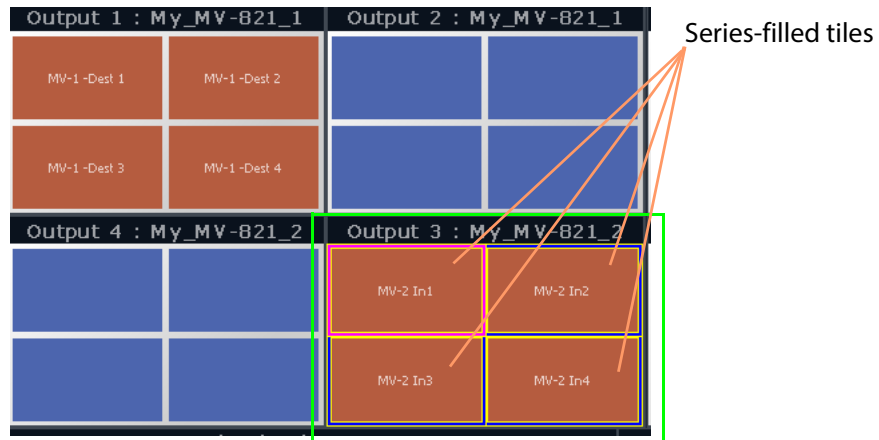 Output 1 : My_MV-821_1
Output 2 : My_MV-821_1
Series-filled tiles
MV-1 -Dest 1
MV-1 -Dest 2
MV-1 -Dest 3
MV-1 -Dest 4
Output 4 : My_MV-821_2
Output 3 : My_MV-821_2
MV-2 In1
MV-2 In2
MV-2 In3
MV-2 In4